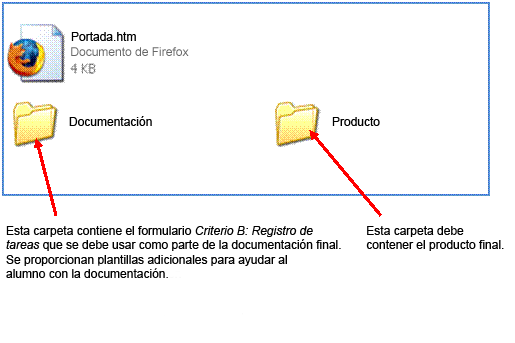 Portada.htm
Documento de Firefox
4 KB
Documentación
Producto
Esta carpeta contiene el formulario Criterio B: Registro de
tareas que se debe usar como parte de la documentación final.
Se proporcionan plantillas adicionales para ayudar al
alumno con la documentación.
Esta carpeta debe
contener el producto final.